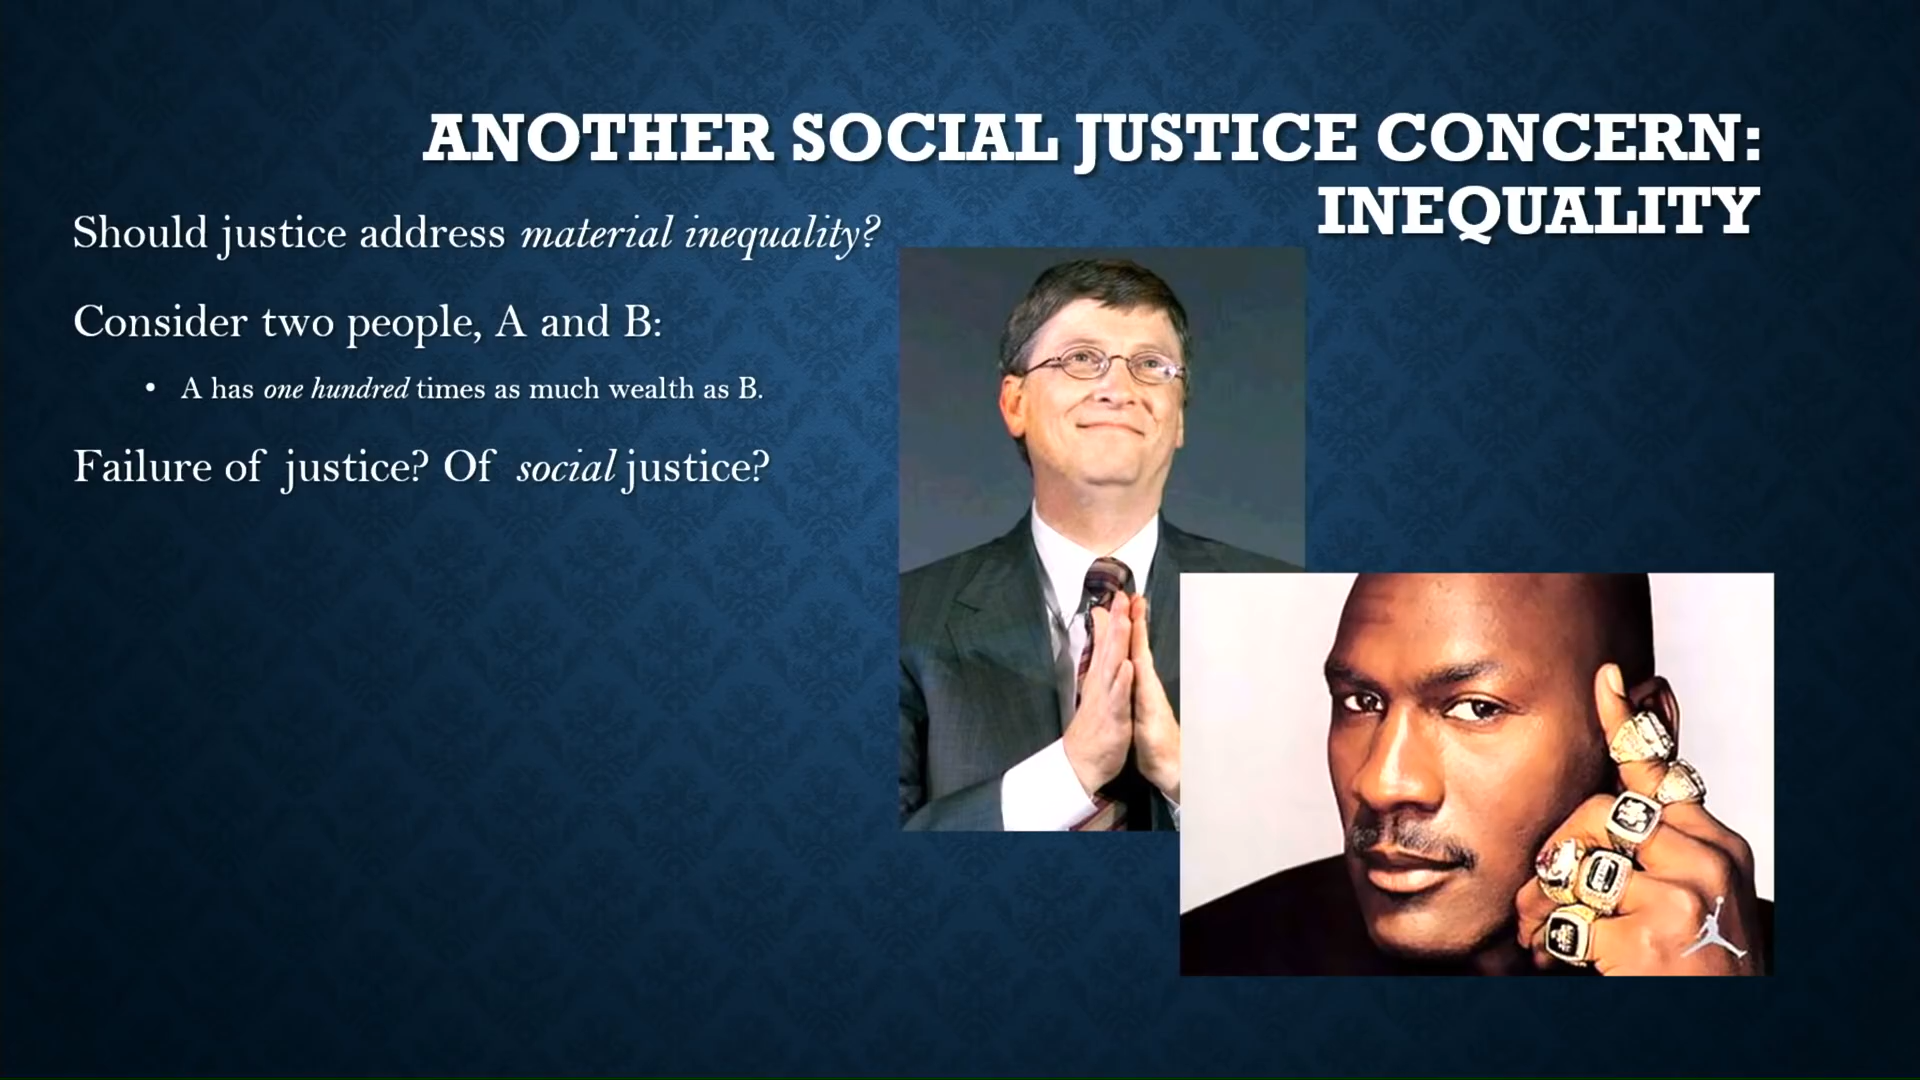 ANOTHER SOCIAL JUSTICE CONCERN:
INEQUALITY
Should justice address material inequality?
Consider two people, A and B:
• A has one hundred times as much wealth as B.
Failure of justice? Of social justice?